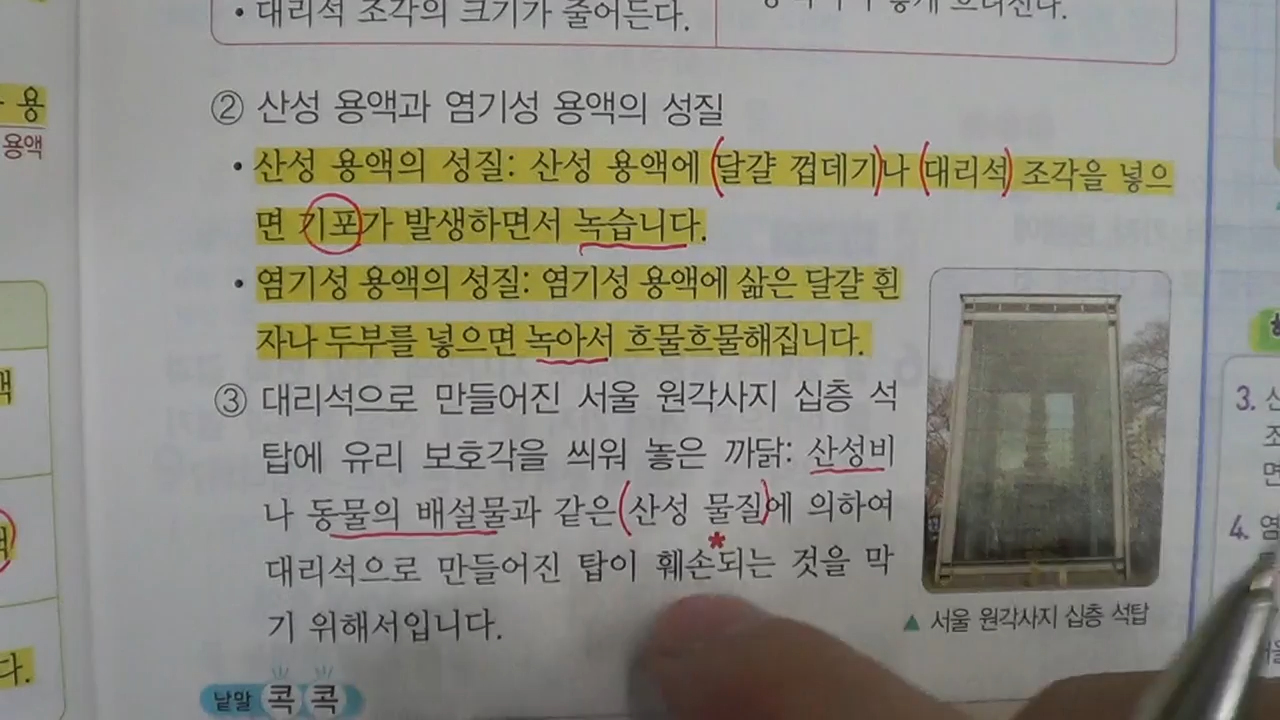 • 대리석 조각의 크기가 줄어든다.
② 산성 용액과 염기성 용액의 성질
• 산성 용액의 성질: 산성 용액에 달걀 껍데기나 대리석 조각을 넣으
면 기포가 발생하면서 녹습니다.
• 염기성 용액의 성질: 염기성 용액에 삶은 달걀 흰
자나 두부를 넣으면 녹아서 흐물흐물해집니다.
③ 대리석으로 만들어진 서울 원각사지 십층 석
탑에 유리 보호각을 씌워 놓은 까닭: 산성비
나 동물의 배설물과 같은 산성 물질에 의하여
대리석으로 만들어진 탑이 훼손되는 것을 막
기 위해서입니다.
▲ 서울 원각사지 십층 석탑
낱말 콕콕
용
용액
다.
3.
4.